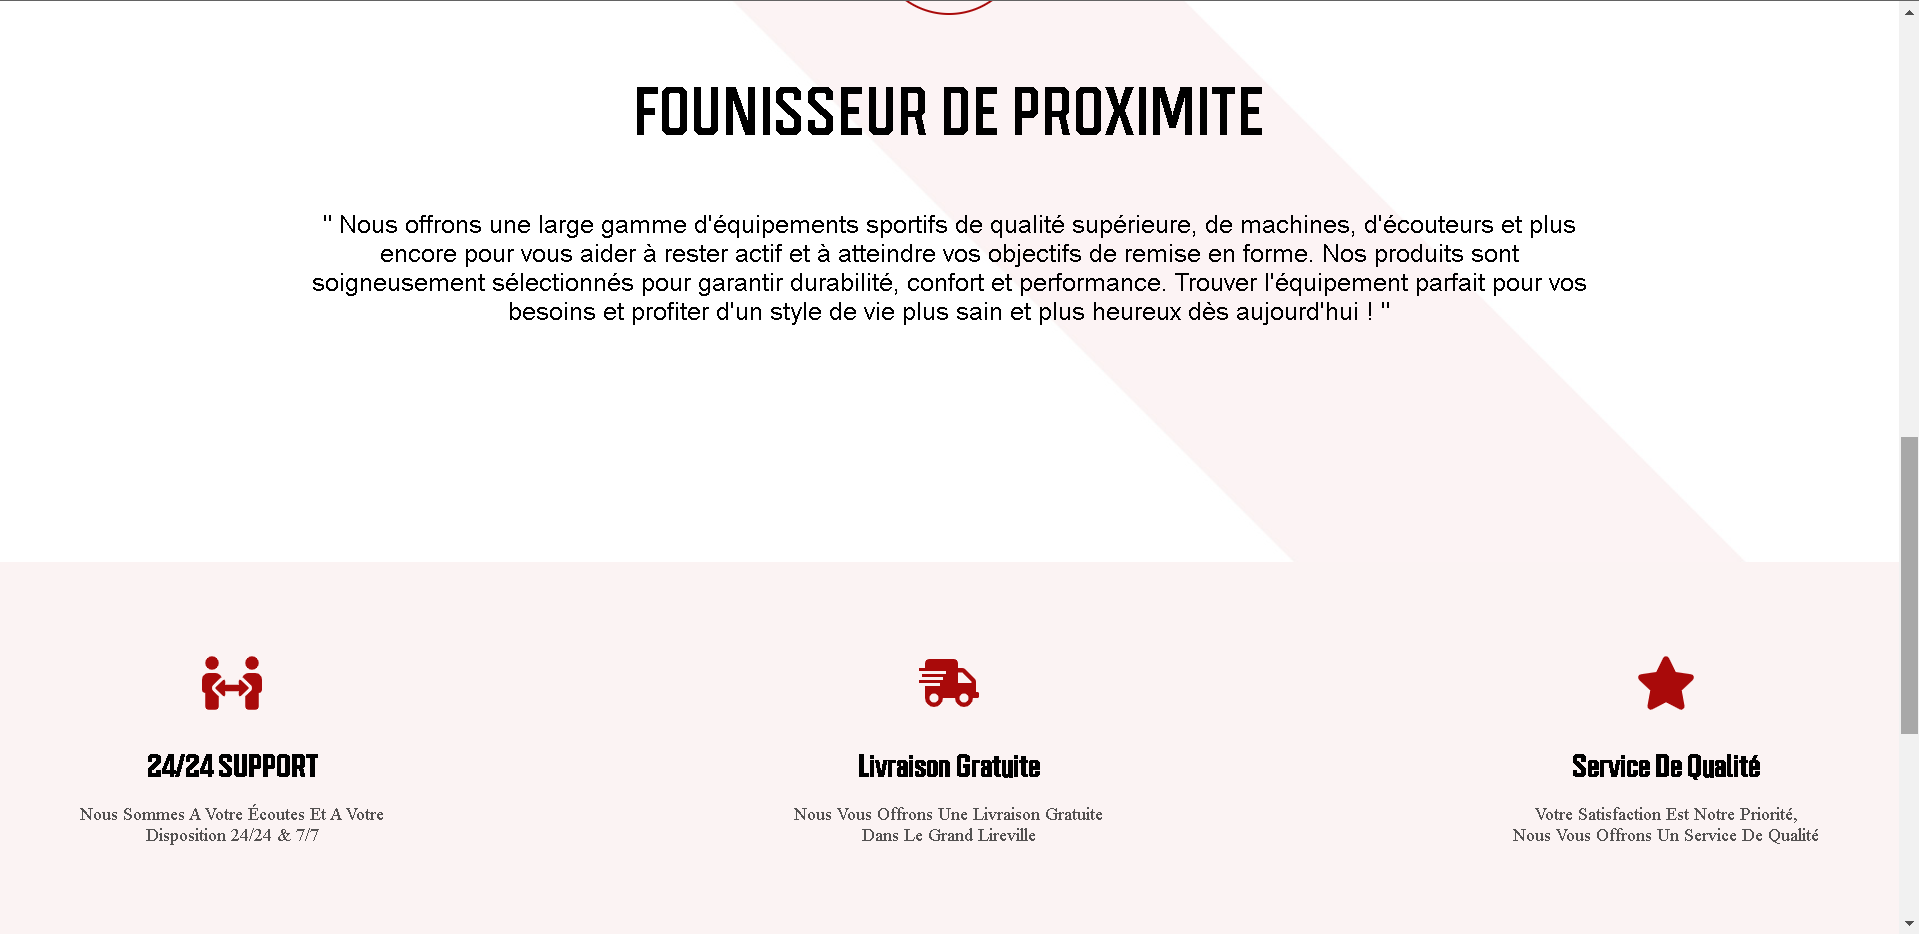 FOUNISSEUR DE PROXIMITE
" Nous offrons une large gamme d'équipements sportifs de qualité supérieure, de machines, d'écouteurs et plus
encore pour vous aider à rester actif et à atteindre vos objectifs de remise en forme. Nos produits sont
soigneusement sélectionnés pour garantir durabilité, confort et performance. Trouver l'équipement parfait pour vos
besoins et profiter d'un style de vie plus sain et plus heureux dès aujourd'hui ! "
24/24 SUPPORT
Nous Sommes A Votre Écoutes Et A Votre
Disposition 24/24 & 7/7
Livraison Gratuite
Nous Vous Offrons Une Livraison Gratuite
Dans Le Grand Lireville
Service De Qualité
Votre Satisfaction Est Notre Priorité,
Nous Vous Offrons Un Service De Qualité